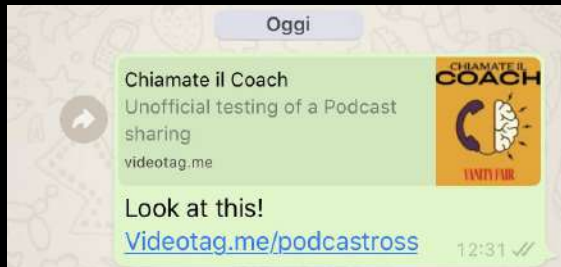 Oggi
Chiamate il Coach
Unofficial testing of a Podcast
sharing
videotag.me
CHIAMATE IL
COACH
VANITY FAIR
Look at this!
Videotag.me/podcastross
12:31